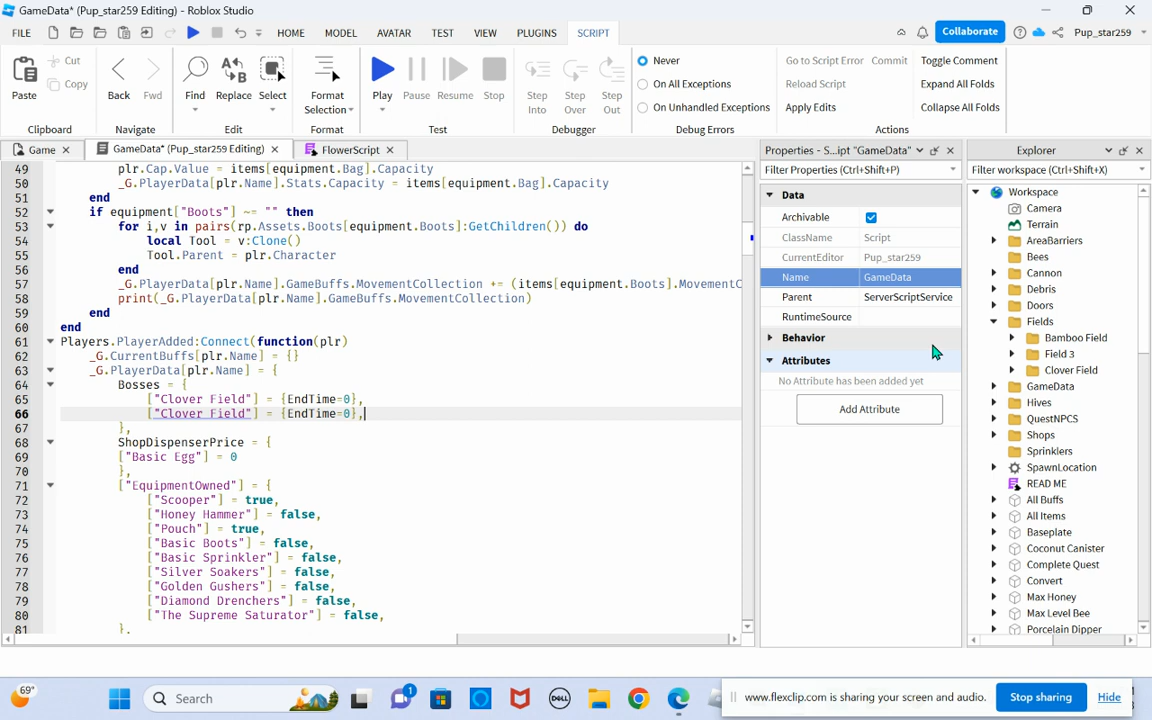 GameData* (Pup_star259 Editing) - Roblox Studio
FILE HOME MODEL AVATAR TEST VIEW PLUGINS SCRIPT Collaborate Pup_star259
Paste Cut Copy Back Fwd Find Replace Select Format Selection Play Pause Resume Stop Step Into Step Over Step Out Never On All Exceptions On Unhandled Exceptions Go to Script Error Commit Toggle Comment Reload Script Expand All Folds Apply Edits Collapse All Folds
Clipboard Navigate Edit Format Test Debugger Debug Errors Actions
Game GameData* (Pup_star259 Editing) FlowerScript
49 plr.Cap.Value = items[equipment.Bag].Capacity
50 _G.PlayerData[plr.Name].Stats.Capacity = items[equipment.Bag].Capacity
51 end
52 if equipment["Boots"] ~= "" then
53 for i,v in pairs(rp.Assets.Boots[equipment.Boots]:GetChildren()) do
54 local Tool = v:Clone()
55 Tool.Parent = plr.Character
56 end
57 _G.PlayerData[plr.Name].GameBuffs.MovementCollection += (items[equipment.Boots].MovementC
58 print(_G.PlayerData[plr.Name].GameBuffs.MovementCollection)
59 end
60 end
61 Players.PlayerAdded:Connect(function(plr)
62 _G.CurrentBuffs[plr.Name] = {}
63 _G.PlayerData[plr.Name] = {
64 Bosses = {
65 ["Clover Field"] = {EndTime=0},
66 ["Clover Field"] = {EndTime=0},
67 },
68 ShopDispenserPrice = {
69 ["Basic Egg"] = 0
70 },
71 ["EquipmentOwned"] = {
72 ["Scooper"] = true,
73 ["Honey Hammer"] = false,
74 ["Pouch"] = true,
75 ["Basic Boots"] = false,
76 ["Basic Sprinkler"] = false,
77 ["Silver Soakers"] = false,
78 ["Golden Gushers"] = false,
79 ["Diamond Drenchers"] = false,
80 ["The Supreme Saturator"] = false,
81 },
Properties - S...ipt "GameData"
Filter Properties (Ctrl+Shift+P)
Data
Archivable
ClassName Script
CurrentEditor Pup_star259
Name GameData
Parent ServerScriptService
RuntimeSource
Behavior
Attributes
No Attribute has been added yet
Add Attribute
Explorer
Filter workspace (Ctrl+Shift+X)
Workspace
Camera
Terrain
AreaBarriers
Bees
Cannon
Debris
Doors
Fields
Bamboo Field
Field 3
Clover Field
GameData
Hives
QuestNPCS
Shops
Sprinklers
SpawnLocation
READ ME
All Buffs
All Items
Baseplate
Coconut Canister
Complete Quest
Convert
Max Honey
Max Level Bee
Porcelain Dipper
69° Search 1 DELL www.flexclip.com is sharing your screen and audio. Stop sharing Hide